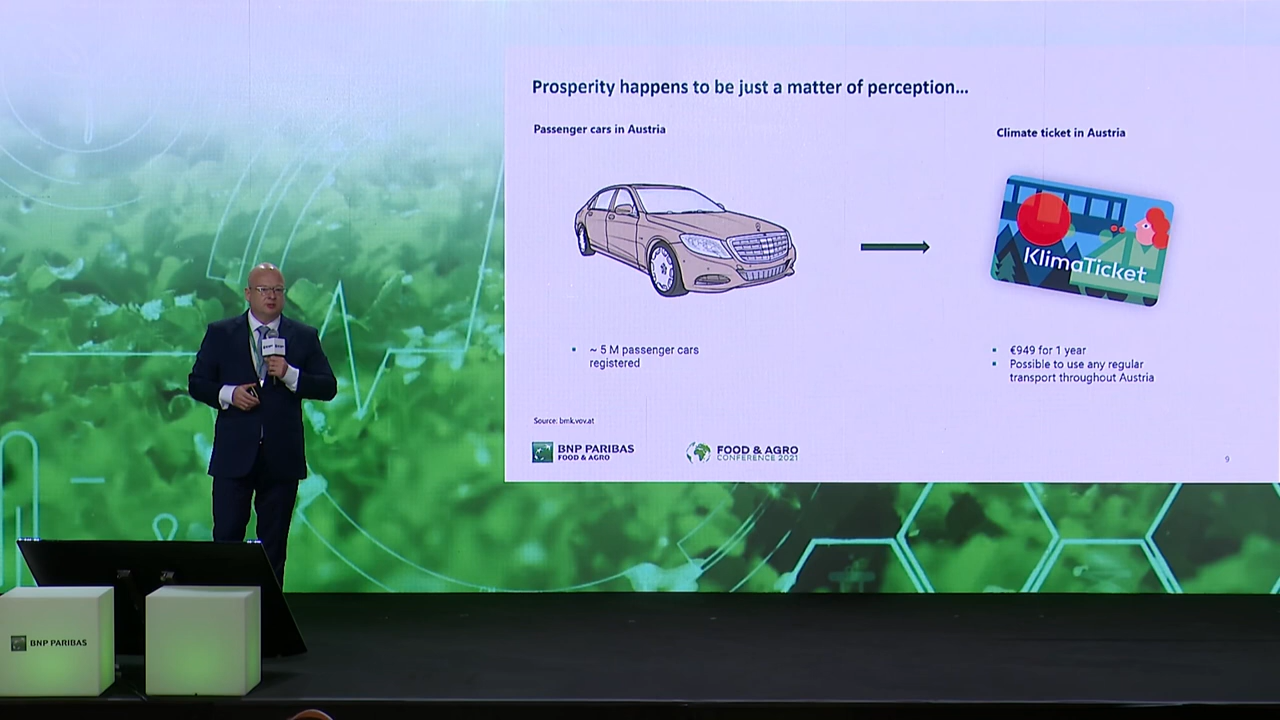 Prosperity happens to be just a matter of perception...
Passenger cars in Austria
Climate ticket in Austria
KlimaTicket
~ 5 M passenger cars
registered
€949 for 1 year
Possible to use any regular
transport throughout Austria
Source: bmk.vov.at
BNP PARIBAS
FOOD & AGRO
FOOD & AGRO
CONFERENCE 2021
9
BNP PARIBAS